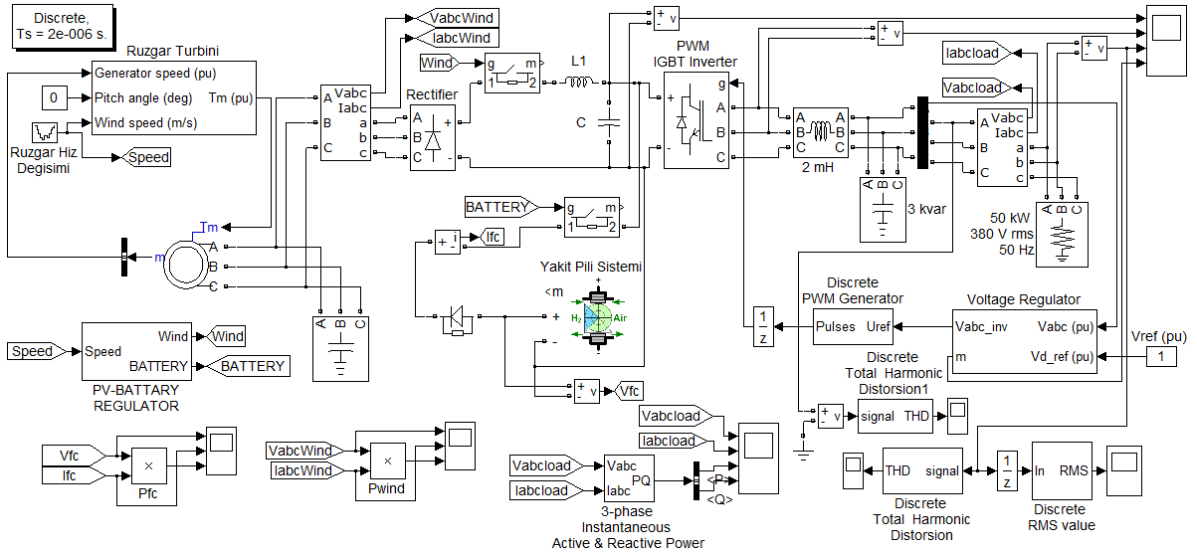 Discrete,
Ts = 2e-006 s.
Ruzgar Turbini
Generator speed (pu)
Pitch angle (deg)
Tm (pu)
Wind speed (m/s)
0
Ruzgar Hiz
Degisimi
Speed
VabcWind
IabcWind
A
B
C
Vabc
Iabc
a
b
c
Rectifier
A
B
C
+
-
Wind
g
m
1
2
L1
C
PWM
IGBT Inverter
g
+
-
A
B
C
A
B
C
A
B
C
2 mH
A
B
C
3 kvar
+
-
v
+
-
v
+
-
v
Iabcload
Vabcload
A
B
C
Vabc
Iabc
a
b
c
A
B
C
50 kW
380 V rms
50 Hz
Tm
m
A
B
C
A
B
C
BATTERY
g
m
1
2
+
i
-
Ifc
Yakit Pili Sistemi
<m
+
-
+
H2
Air
-
+
-
v
Vfc
Speed
Speed
Wind
BATTERY
Wind
BATTERY
PV-BATTARY
REGULATOR
1
z
Discrete
PWM Generator
Pulses
Uref
Voltage Regulator
Vabc_inv
Vabc (pu)
m
Vd_ref (pu)
Vref (pu)
1
Discrete
Total Harmonic
Distorsion1
+
-
v
signal
THD
THD
signal
Discrete
Total Harmonic
Distorsion
1
z
In
RMS
Discrete
RMS value
Vfc
Ifc
×
Pfc
VabcWind
IabcWind
×
Pwind
Vabcload
Iabcload
Vabcload
Iabcload
Vabc
PQ
Iabc
<P>
<Q>
3-phase
Instantaneous
Active & Reactive Power